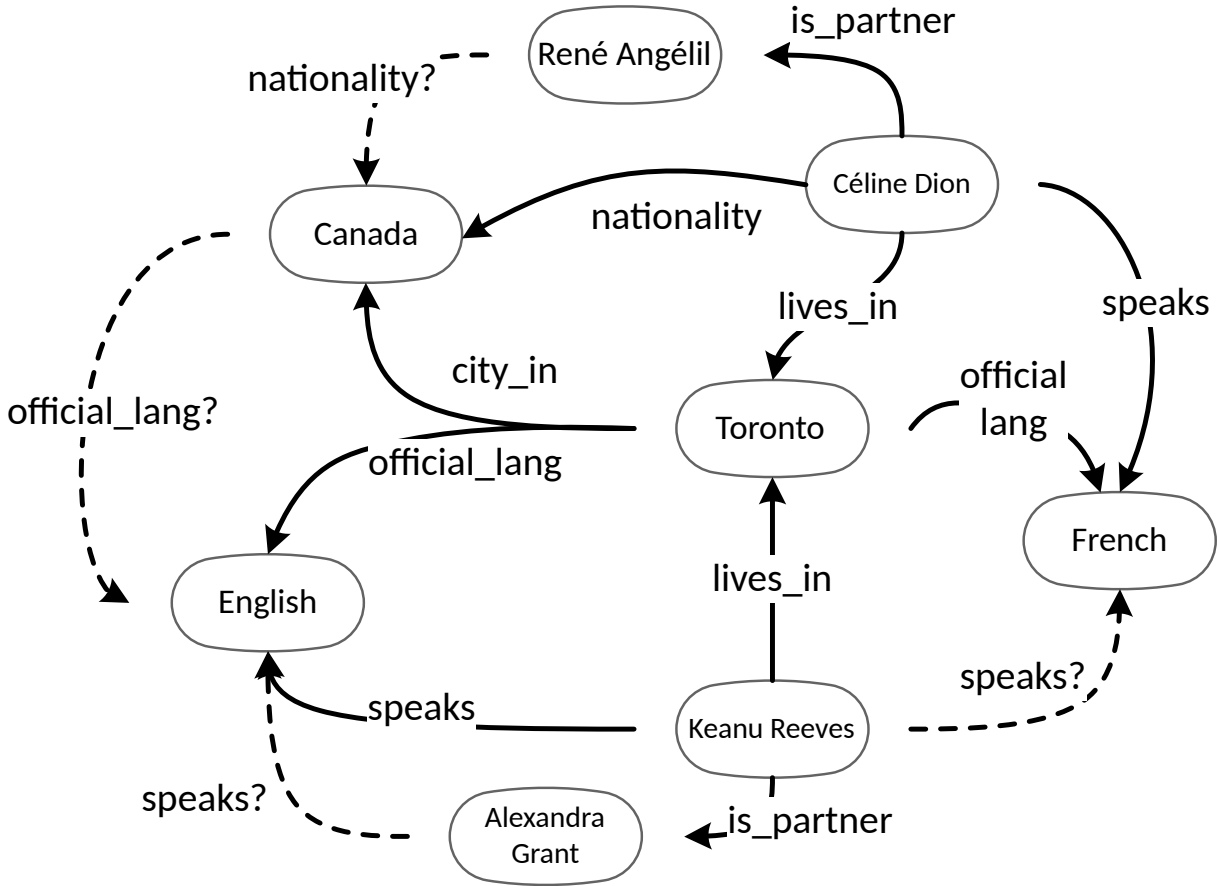 is_partner
René Angélil
nationality?
Céline Dion
nationality
Canada
lives_in
speaks
city_in
official
lang
official_lang?
Toronto
official_lang
French
lives_in
English
speaks?
speaks
Keanu Reeves
speaks?
Alexandra
Grant
is_partner